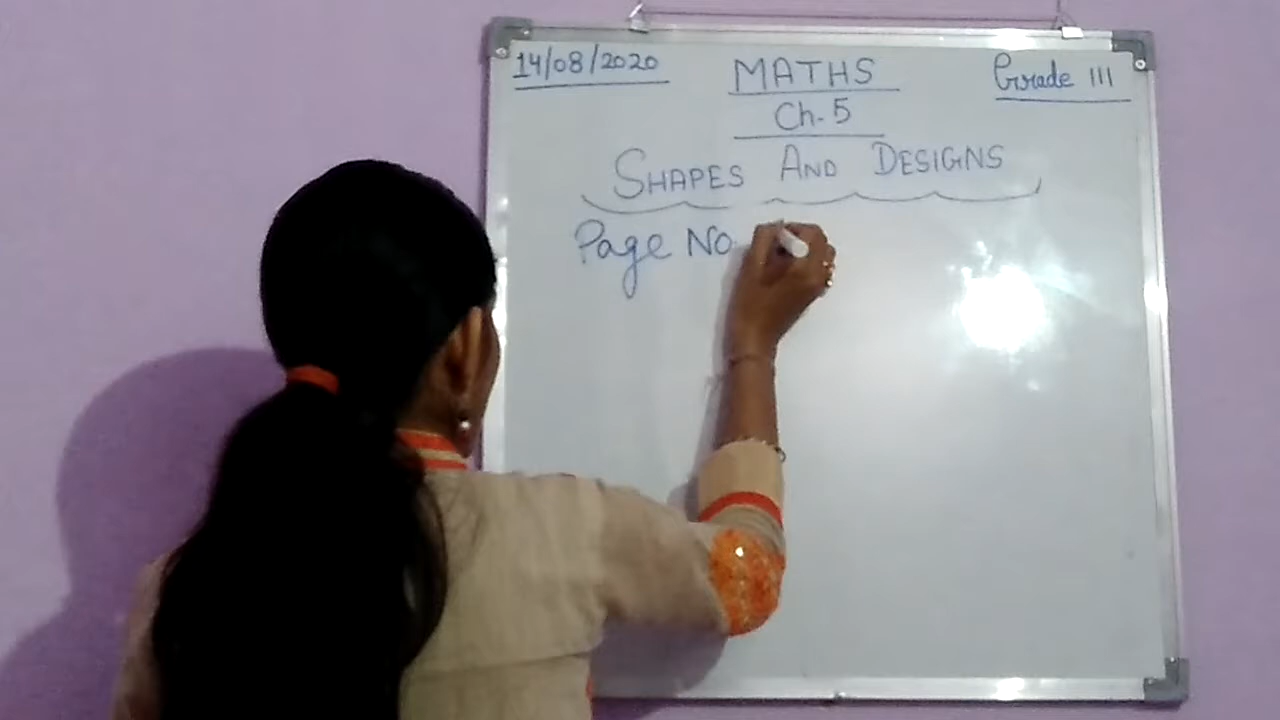 14/08/2020 MATHS Grade III
Ch. 5
SHAPES AND DESIGNS
Page No